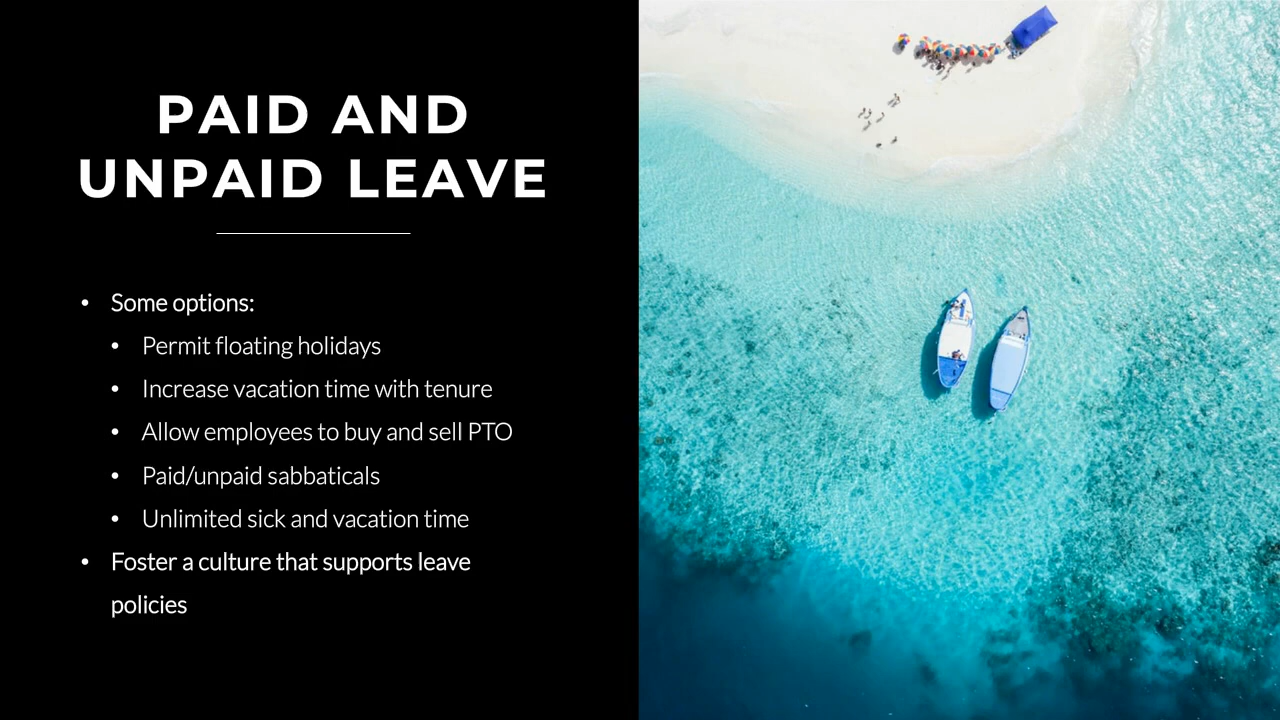 PAID AND
UNPAID LEAVE
• Some options:
• Permit floating holidays
• Increase vacation time with tenure
• Allow employees to buy and sell PTO
• Paid/unpaid sabbaticals
• Unlimited sick and vacation time
• Foster a culture that supports leave
policies